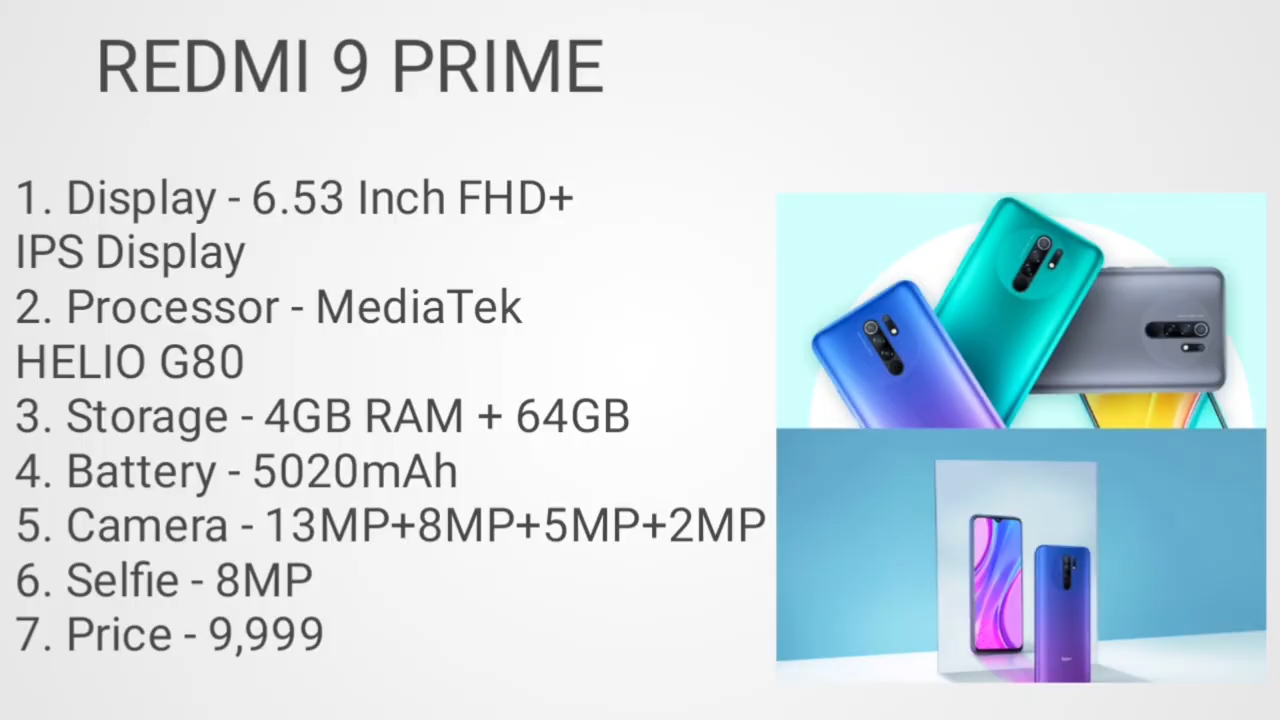 REDMI 9 PRIME
1. Display - 6.53 Inch FHD+
IPS Display
2. Processor - MediaTek
HELIO G80
3. Storage - 4GB RAM + 64GB
4. Battery - 5020mAh
5. Camera - 13MP+8MP+5MP+2MP
6. Selfie - 8MP
7. Price - 9,999